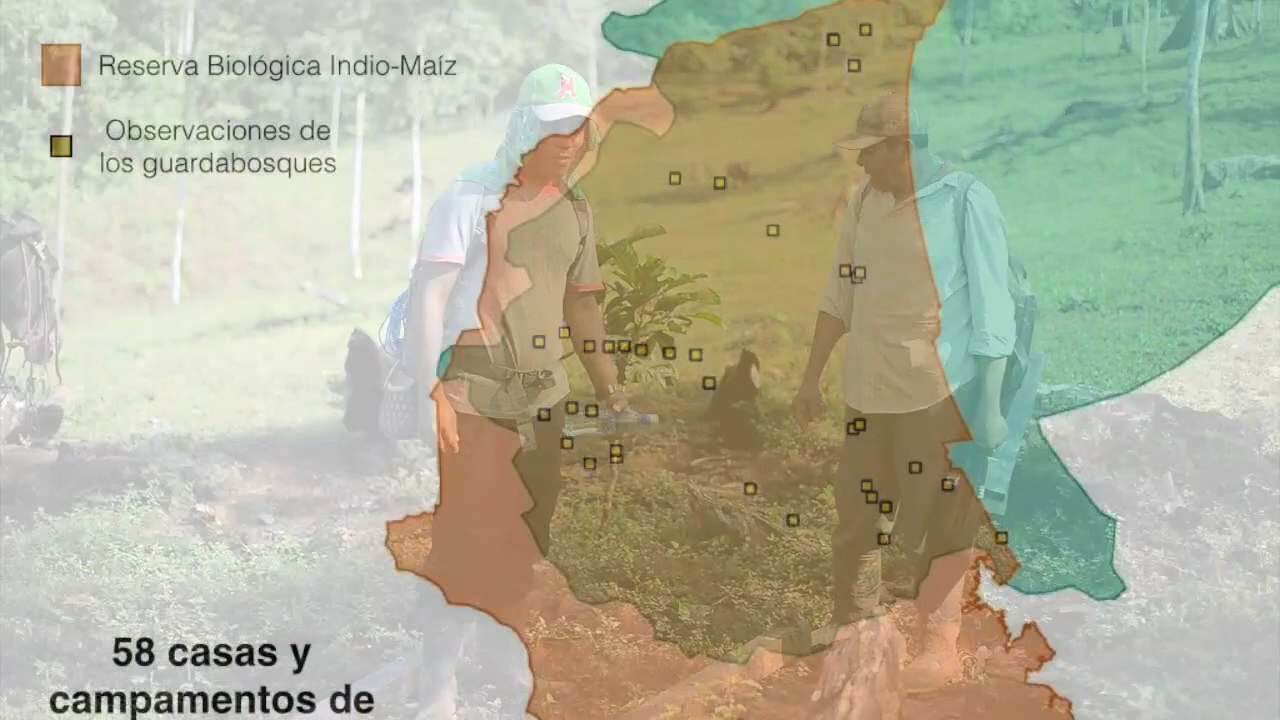 Reserva Biológica Indio-Maíz
Observaciones de
los guardabosques
58 casas y
campamentos de